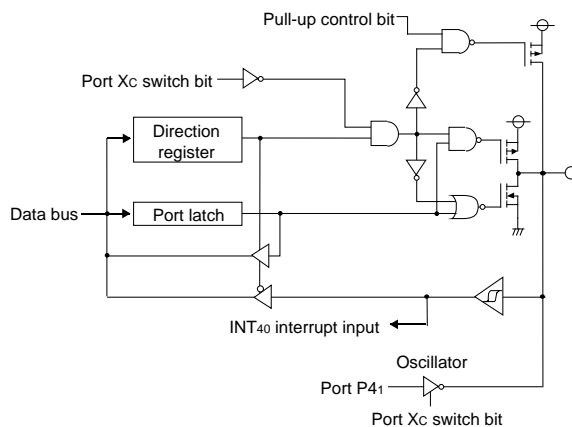 Pull-up control bit
Port XC switch bit
Direction
register
Data bus
Port latch
INT40 interrupt input
Oscillator
Port P41
Port XC switch bit